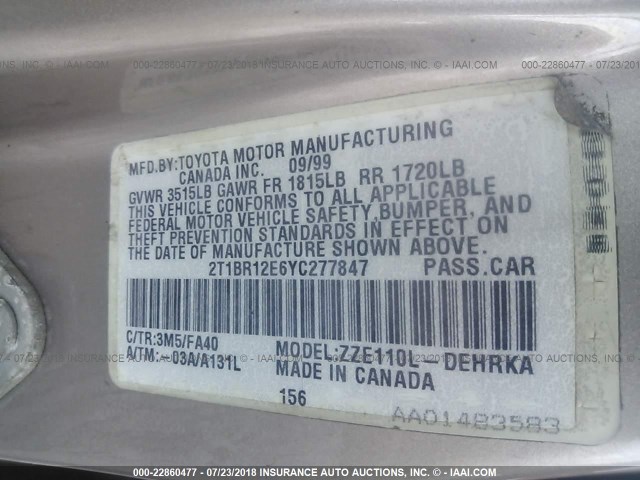 000-22860477 - 07/23/2018 INSURANCE AUTO AUCTIONS, INC. - © IAAI.COM
MFD.BY:TOYOTA MOTOR MANUFACTURING
CANADA INC. 09/99
GVWR 3515LB GAWR FR 1815LB RR 1720LB
THIS VEHICLE CONFORMS TO ALL APPLICABLE
FEDERAL MOTOR VEHICLE SAFETY,BUMPER, AND
THEFT PREVENTION STANDARDS IN EFFECT ON
THE DATE OF MANUFACTURE SHOWN ABOVE.
2T1BR12E6YC277847 PASS.CAR
C/TR:3M5/FA40 MODEL:ZZE110L-DEHRKA
A/TM:-03A/A131L MADE IN CANADA
156
AA01483583
000-22860477 - 07/23/2018 INSURANCE AUTO AUCTIONS, INC. - © IAAI.COM